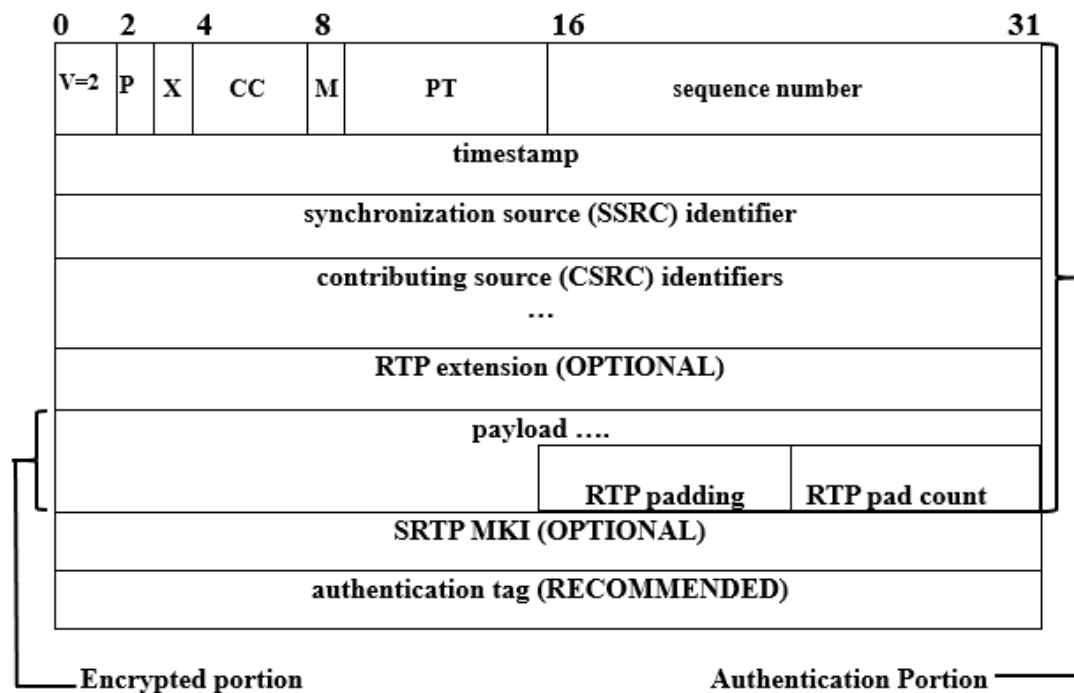 0 2 4 8 16 31
V=2 P X CC M PT sequence number
timestamp
synchronization source (SSRC) identifier
contributing source (CSRC) identifiers
...
RTP extension (OPTIONAL)
payload ....
RTP padding RTP pad count
SRTP MKI (OPTIONAL)
authentication tag (RECOMMENDED)
Encrypted portion Authentication Portion